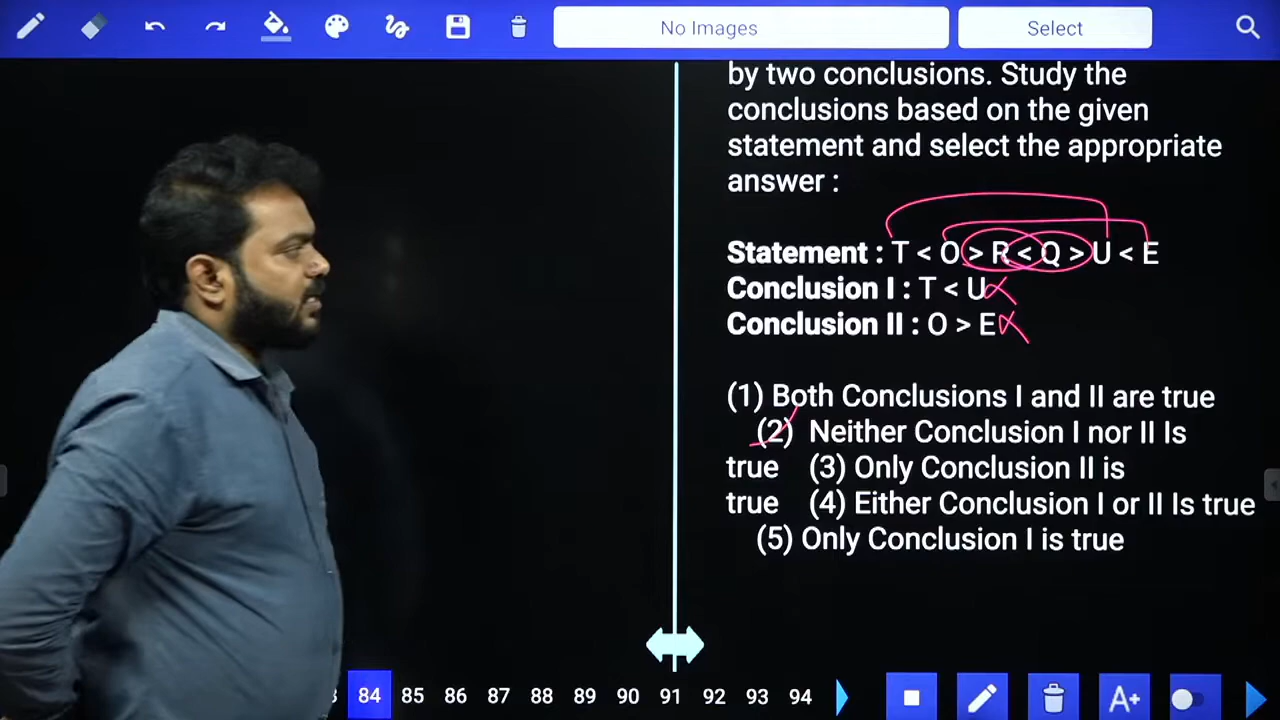 No Images
Select
by two conclusions. Study the
conclusions based on the given
statement and select the appropriate
answer :
Statement : T < O > R < Q > U < E
Conclusion I : T < U
Conclusion II : O > E
(1) Both Conclusions I and II are true
(2) Neither Conclusion I nor II Is
true (3) Only Conclusion II is
true (4) Either Conclusion I or II Is true
(5) Only Conclusion I is true
84 85 86 87 88 89 90 91 92 93 94
A+